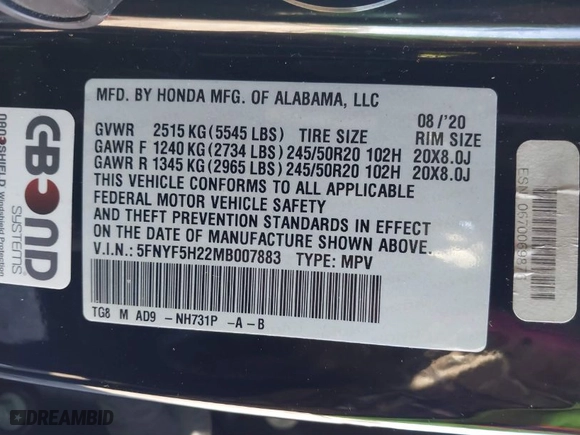 MFD. BY HONDA MFG. OF ALABAMA, LLC
08 /'20
GVWR 2515 KG (5545 LBS) TIRE SIZE RIM SIZE
GAWR F 1240 KG (2734 LBS) 245/50R20 102H 20X8.0J
GAWR R 1345 KG (2965 LBS) 245/50R20 102H 20X8.0J
THIS VEHICLE CONFORMS TO ALL APPLICABLE
FEDERAL MOTOR VEHICLE SAFETY
AND THEFT PREVENTION STANDARDS IN EFFECT
ON THE DATE OF MANUFACTURE SHOWN ABOVE.
V.I.N.: 5FNYF5H22MB007883 TYPE: MPV
TG8 M AD9 -NH731P -A-B
SYSTEMS
Windshield Protection
DREAMBID